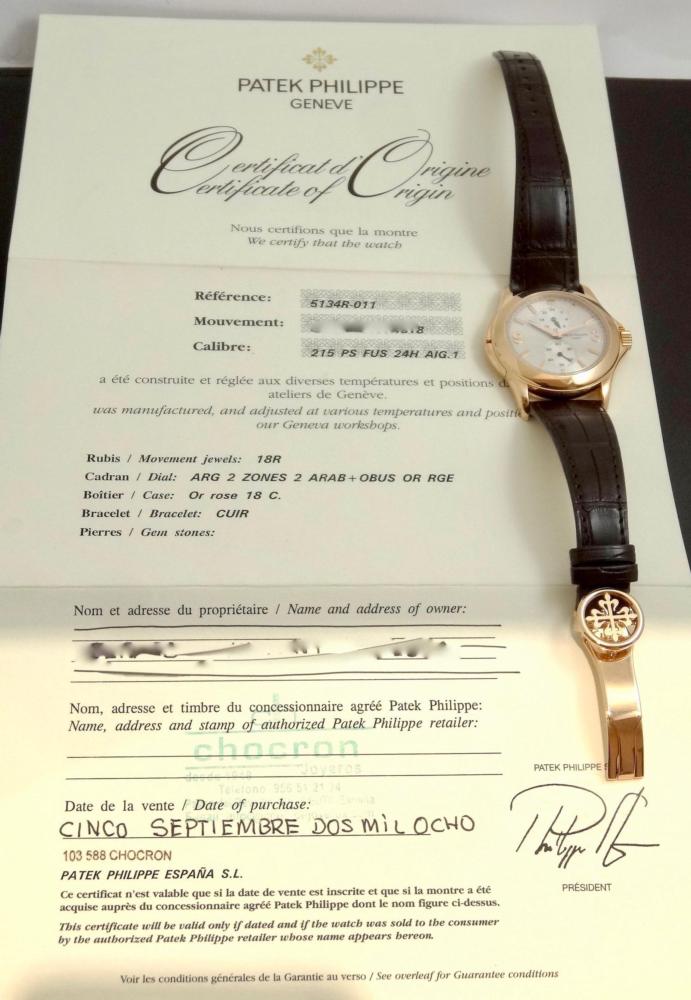 PATEK PHILIPPE
GENEVE
Certificat d'Origine
Certificate of Origin
Nous certifions que la montre
We certify that the watch
Référence: 5134R-011
Mouvement:
Calibre: 215 PS FUS 24H AIG.1
a été construite et réglée aux diverses températures et positions
ateliers de Genève.
was manufactured, and adjusted at various temperatures and
our Geneva workshops.
Rubis / Movement jewels: 18R
Cadran / Dial: ARG 2 ZONES 2 ARAB+OBUS OR RGE
Boîtier / Case: Or rose 18 C.
Bracelet / Bracelet: CUIR
Pierres / Gem stones:
Nom et adresse du propriétaire / Name and address of owner:
Nom, adresse et timbre du concessionnaire agréé Patek Philippe:
Name, address and stamp of authorized Patek Philippe retailer:
chocron
Joyeros
PATEK PHILIPPE
Date de la vente / Date of purchase:
CINCO SEPTIEMBRE DOS MIL OCHO
103 588 CHOCRON
PATEK PHILIPPE ESPAÑA S.L.
PRÉSIDENT
Ce certificat n'est valable que si la date de vente est inscrite et que si la montre a été
acquise auprès du concessionnaire agréé Patek Philippe dont le nom figure ci-dessus.
This certificate will be valid only if dated and if the watch was sold to the consumer
by the authorized Patek Philippe retailer whose name appears hereon.
Voir les conditions générales de la Garantie au verso / See overleaf for Guarantee conditions